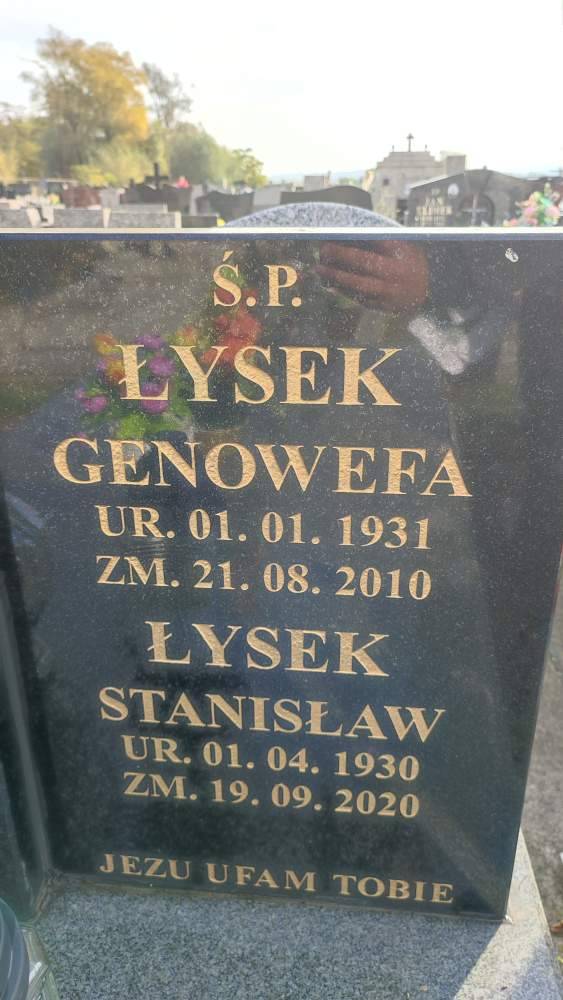 Ś.P.
ŁYSEK
GENOWEFA
UR. 01. 01. 1931
ZM. 21. 08. 2010
ŁYSEK
STANISŁAW
UR. 01. 04. 1930
ZM. 19. 09. 2020
JEZU UFAM TOBIE